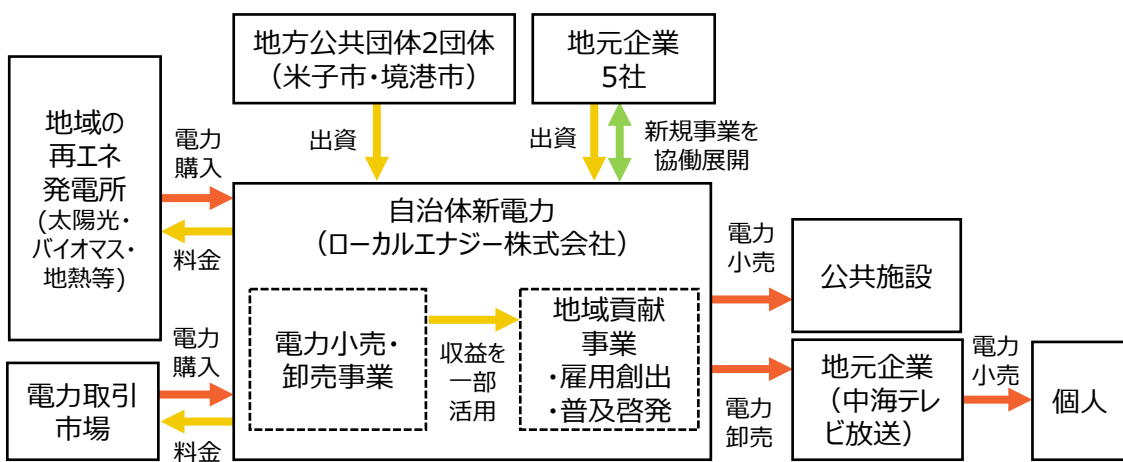 地方公共団体2団体
(米子市・境港市)
地元企業
5社
地域の
再エネ
発電所
(太陽光・
バイオマス・
地熱等)
電力
購入
料金
出資
出資
新規事業を
協働展開
自治体新電力
(ローカルエナジー株式会社)
電力小売・
卸売事業
収益を
一部
活用
地域貢献
事業
・雇用創出
・普及啓発
電力取引
市場
電力
購入
料金
電力
小売
公共施設
電力
卸売
地元企業
(中海テレ
ビ放送)
電力
小売
個人